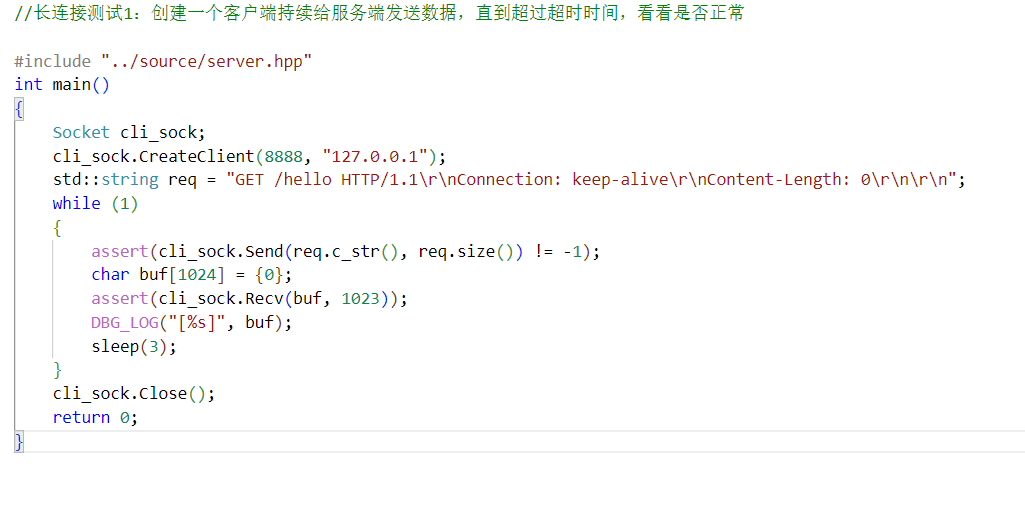 //长连接测试1：创建一个客户端持续给服务端发送数据，直到超过超时时间，看看是否正常
#include "../source/server.hpp"
int main()
{
    Socket cli_sock;
    cli_sock.CreateClient(8888, "127.0.0.1");
    std::string req = "GET /hello HTTP/1.1\r\nConnection: keep-alive\r\nContent-Length: 0\r\n\r\n";
    while (1)
    {
        assert(cli_sock.Send(req.c_str(), req.size()) != -1);
        char buf[1024] = {0};
        assert(cli_sock.Recv(buf, 1023));
        DBG_LOG("[%s]", buf);
        sleep(3);
    }
    cli_sock.Close();
    return 0;
}